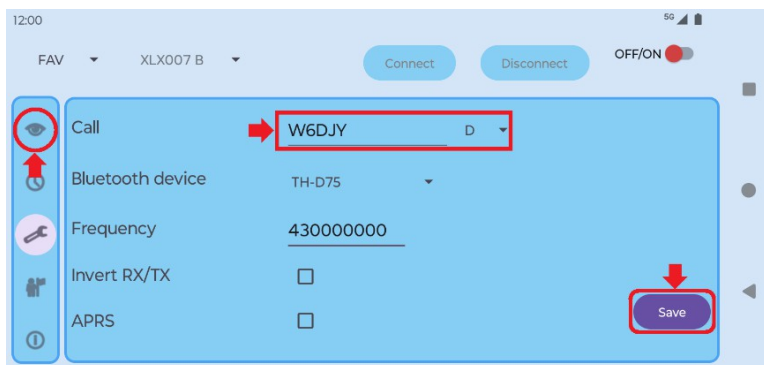 12:00 5G
FAV XLX007 B Connect Disconnect OFF/ON
Call W6DJY D
Bluetooth device TH-D75
Frequency 430000000
Invert RX/TX
APRS Save